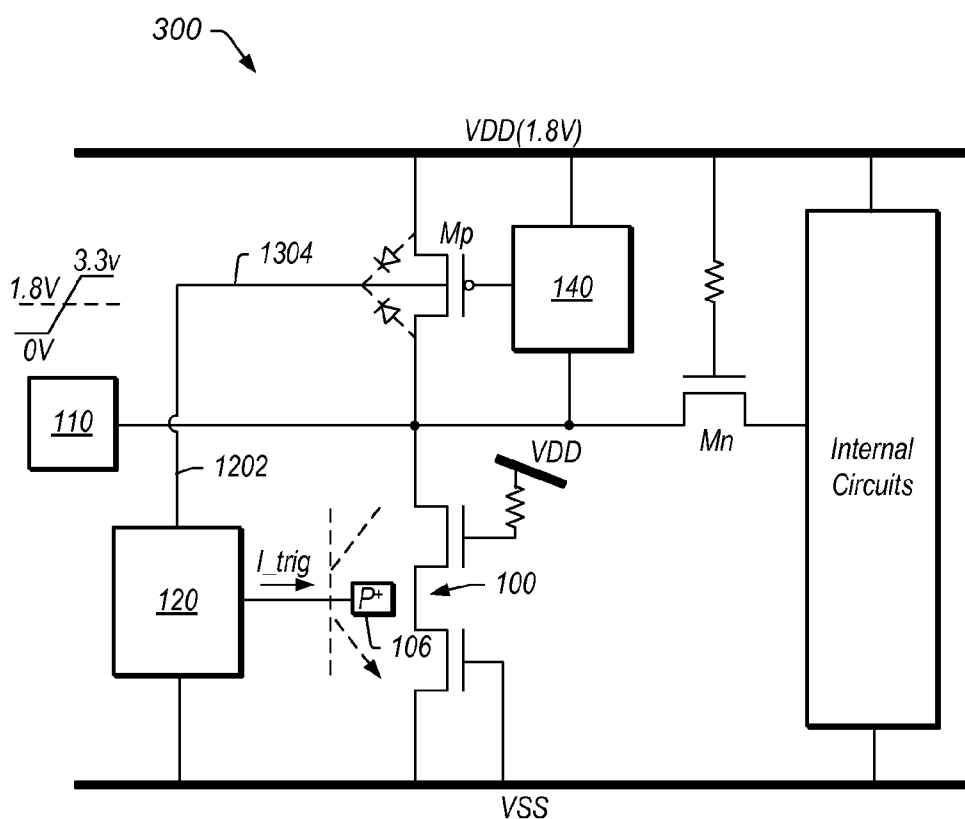 300
VDD(1.8V)
Mp
1304
3.3v
1.8V
0V
140
110
Mn
VDD
Internal
Circuits
1202
I_trig
120
P+
100
106
VSS